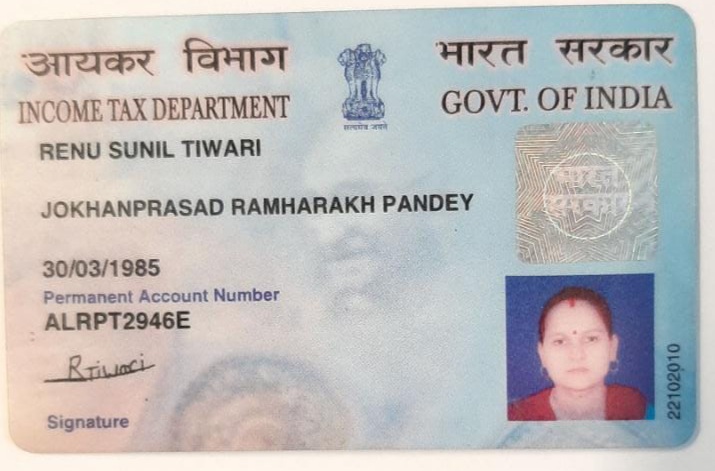 आयकर विभाग
भारत सरकार
INCOME TAX DEPARTMENT
GOVT. OF INDIA
सत्यमेव जयते
RENU SUNIL TIWARI
JOKHANPRASAD RAMHARAKH PANDEY
भारत
सरकार
30/03/1985
Permanent Account Number
ALRPT2946E
RTiwari
Signature
22102010